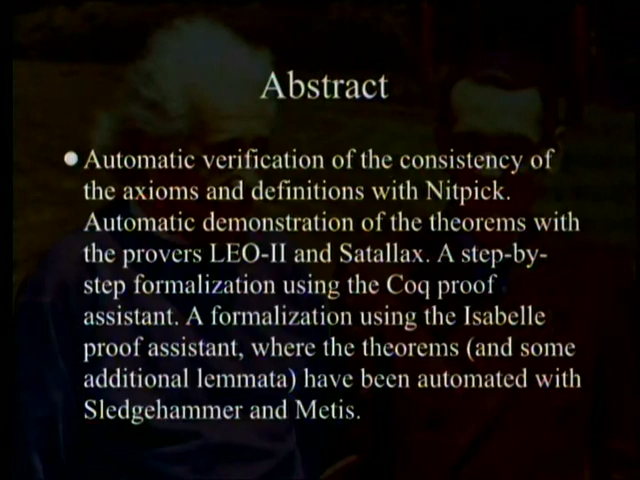 Abstract
Automatic verification of the consistency of
the axioms and definitions with Nitpick.
Automatic demonstration of the theorems with
the provers LEO-II and Satallax. A step-by-
step formalization using the Coq proof
assistant. A formalization using the Isabelle
proof assistant, where the theorems (and some
additional lemmata) have been automated with
Sledgehammer and Metis.